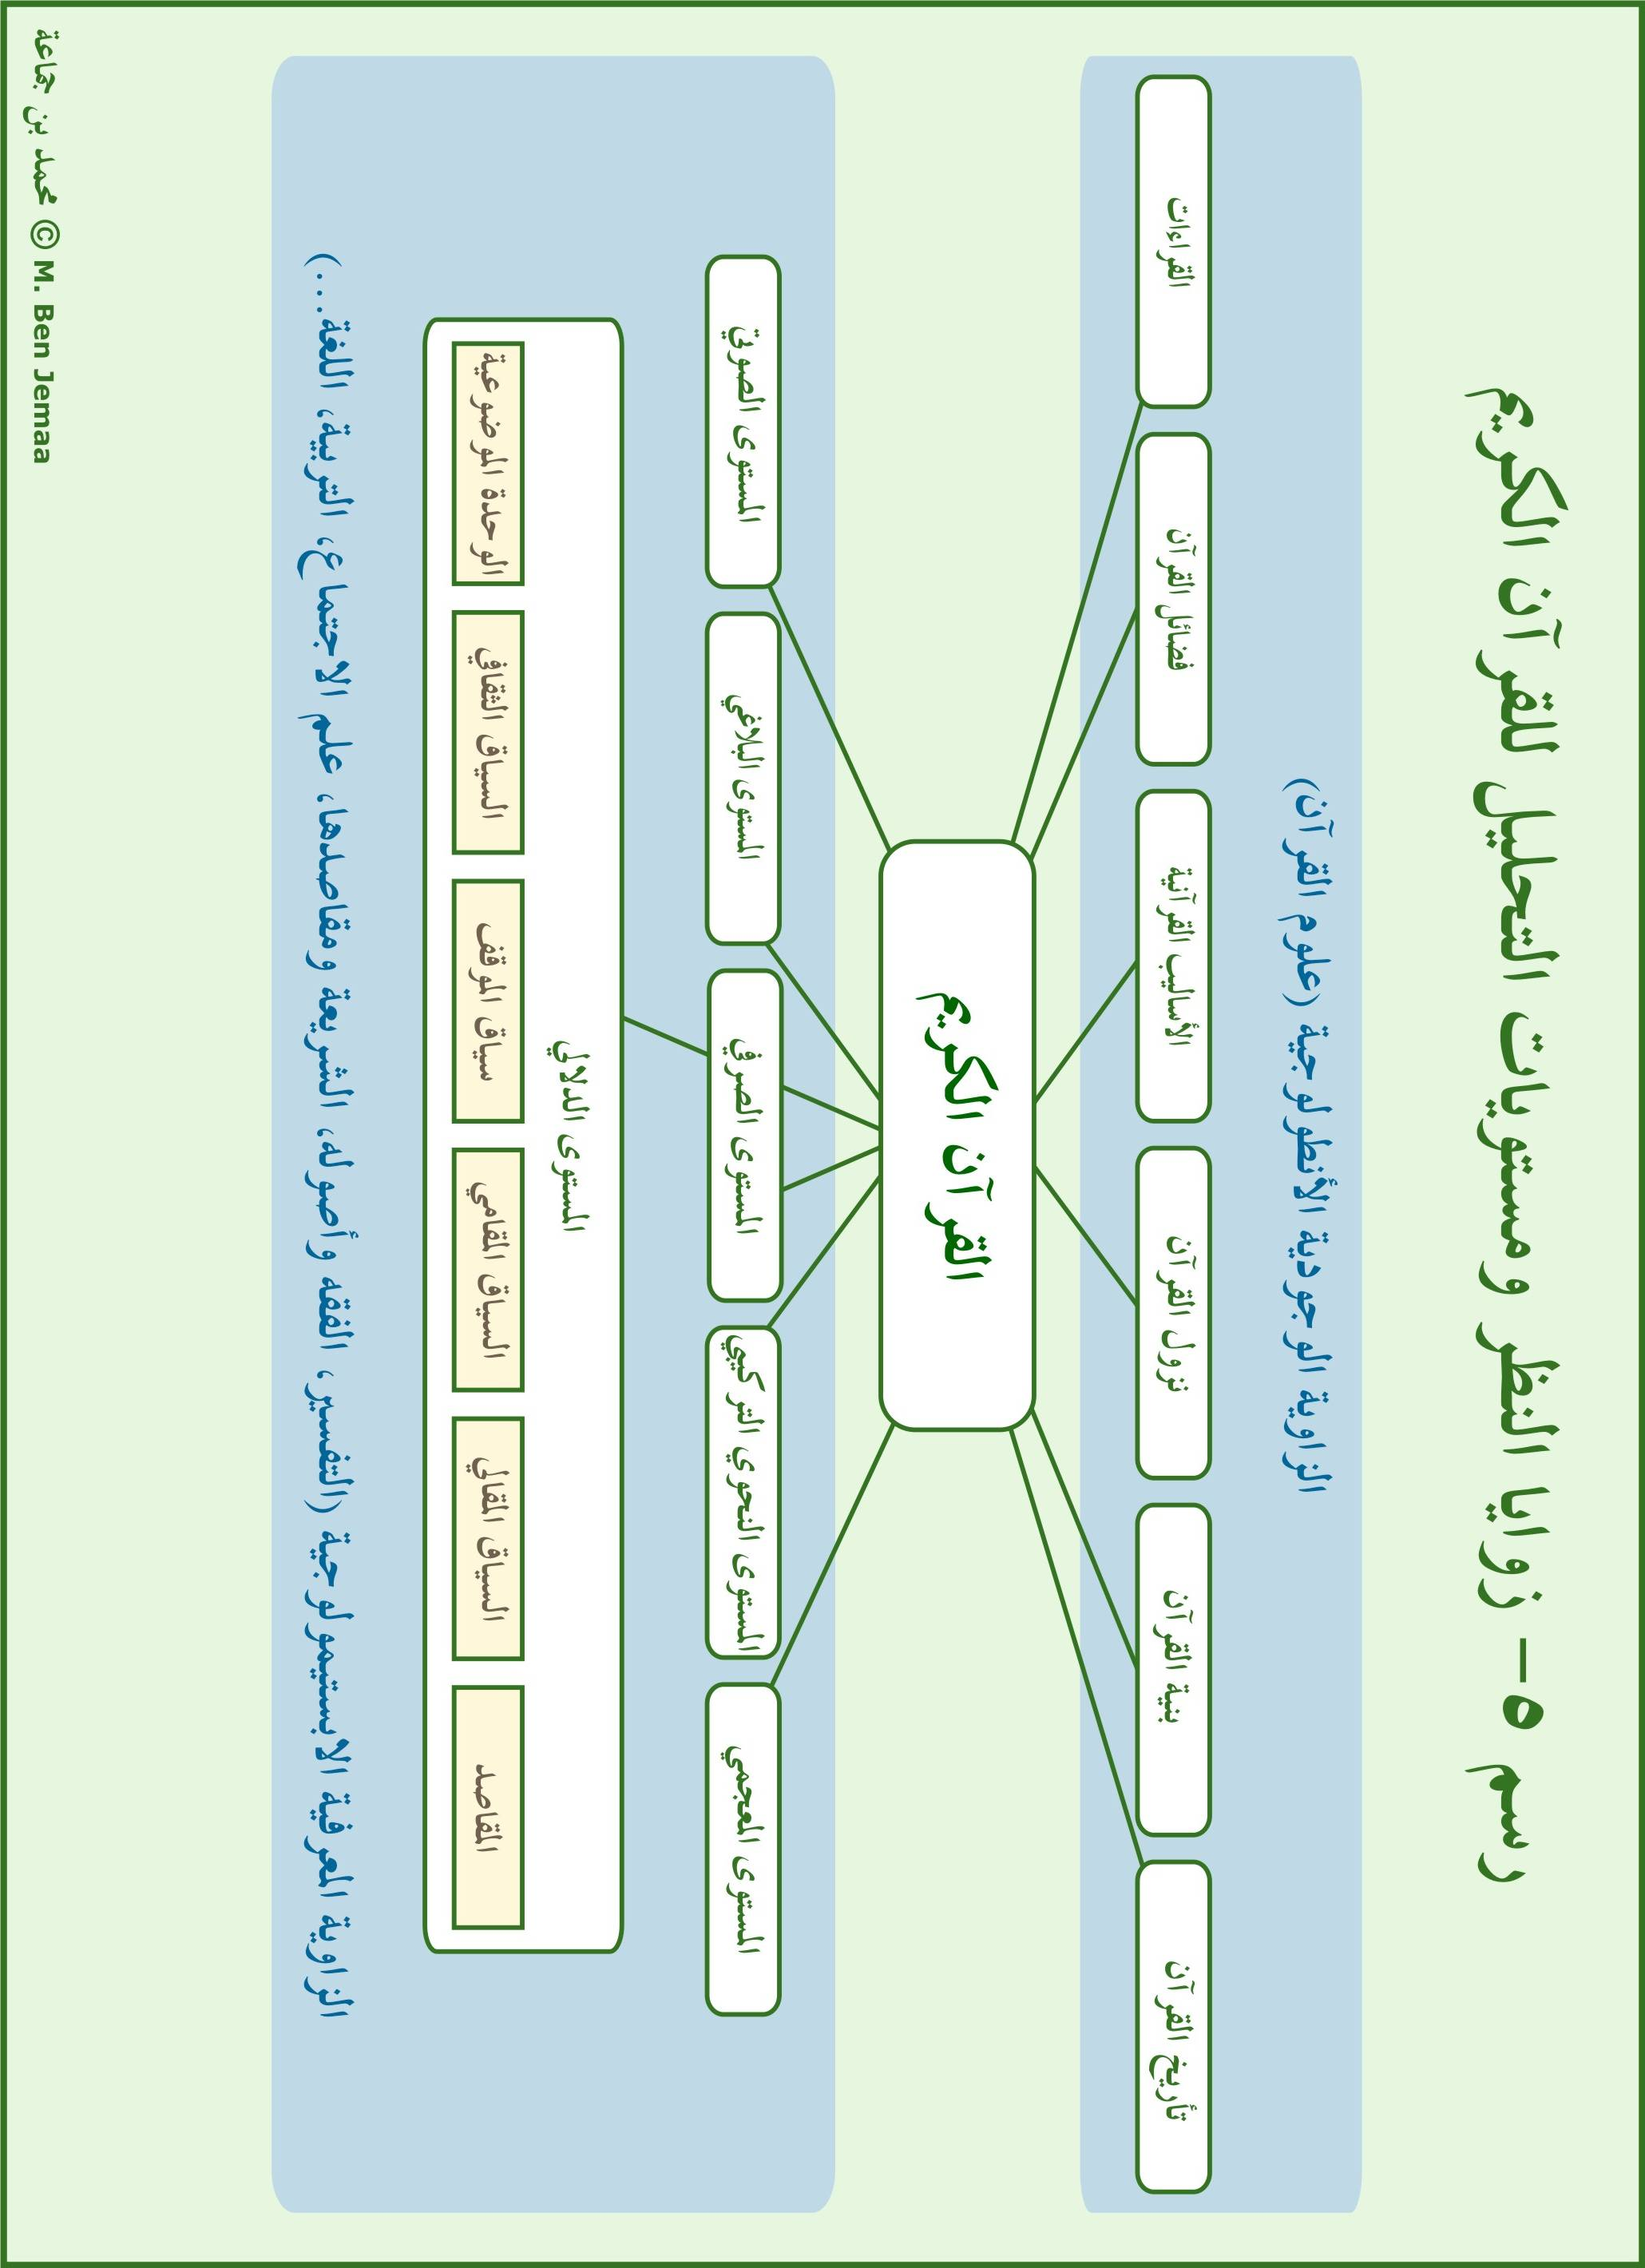 رسم ٥ – زوايا النظر ومستويات التحليل للقرآن الكريم
الزاوية الوجودية الأنطولوجية (علوم القرآن)
تأريخ القرآن
بنية القرآن
نزول القرآن
الأساليب القرآنية
فضائل القرآن
القراءات
القرآن الكريم
المستوى المعجمي
المستوى النحوي التركيبي
المستوى الصرفي
المستوى البلاغي
المستوى الصوتي
المستوى الدلالي
المقاصد
السياق المقالي
السياق المقامي
سياق الموقف
السياق الثقافي
الوحدة الموضوعية
الزاوية المعرفية الابستيمولوجية (التفسير، الفقه وأصوله، الشريعة ومقاصدها، علم الاجتماع، التربية، اللغة...)
محمد بن جماعة © M. Ben Jemaa